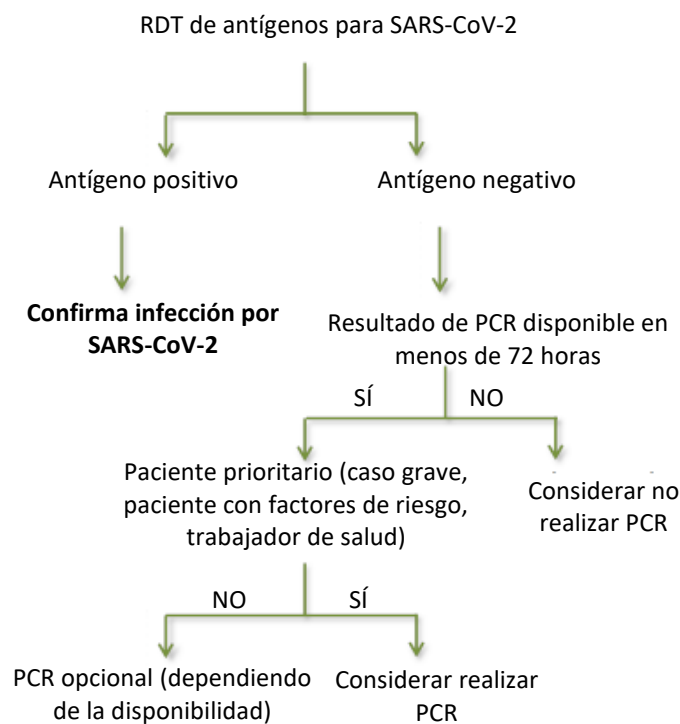 RDT de antígenos para SARS-CoV-2
Antígeno positivo
Antígeno negativo
Confirma infección por
SARS-CoV-2
Resultado de PCR disponible en
menos de 72 horas
SÍ
NO
Paciente prioritario (caso grave,
paciente con factores de riesgo,
trabajador de salud)
Considerar no
realizar PCR
NO
SÍ
PCR opcional (dependiendo
de la disponibilidad)
Considerar realizar
PCR